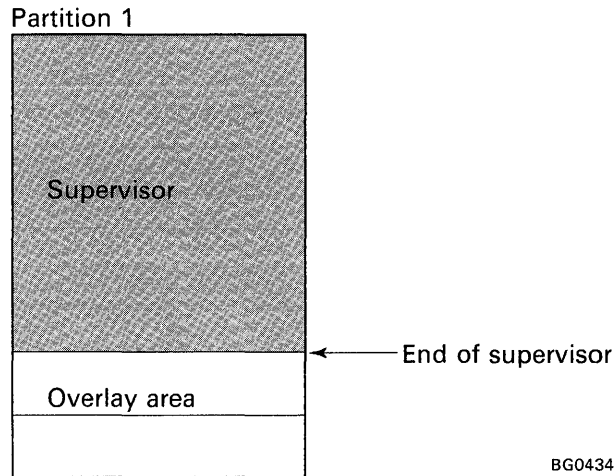 Partition 1
Supervisor
End of supervisor
Overlay area
BG0434